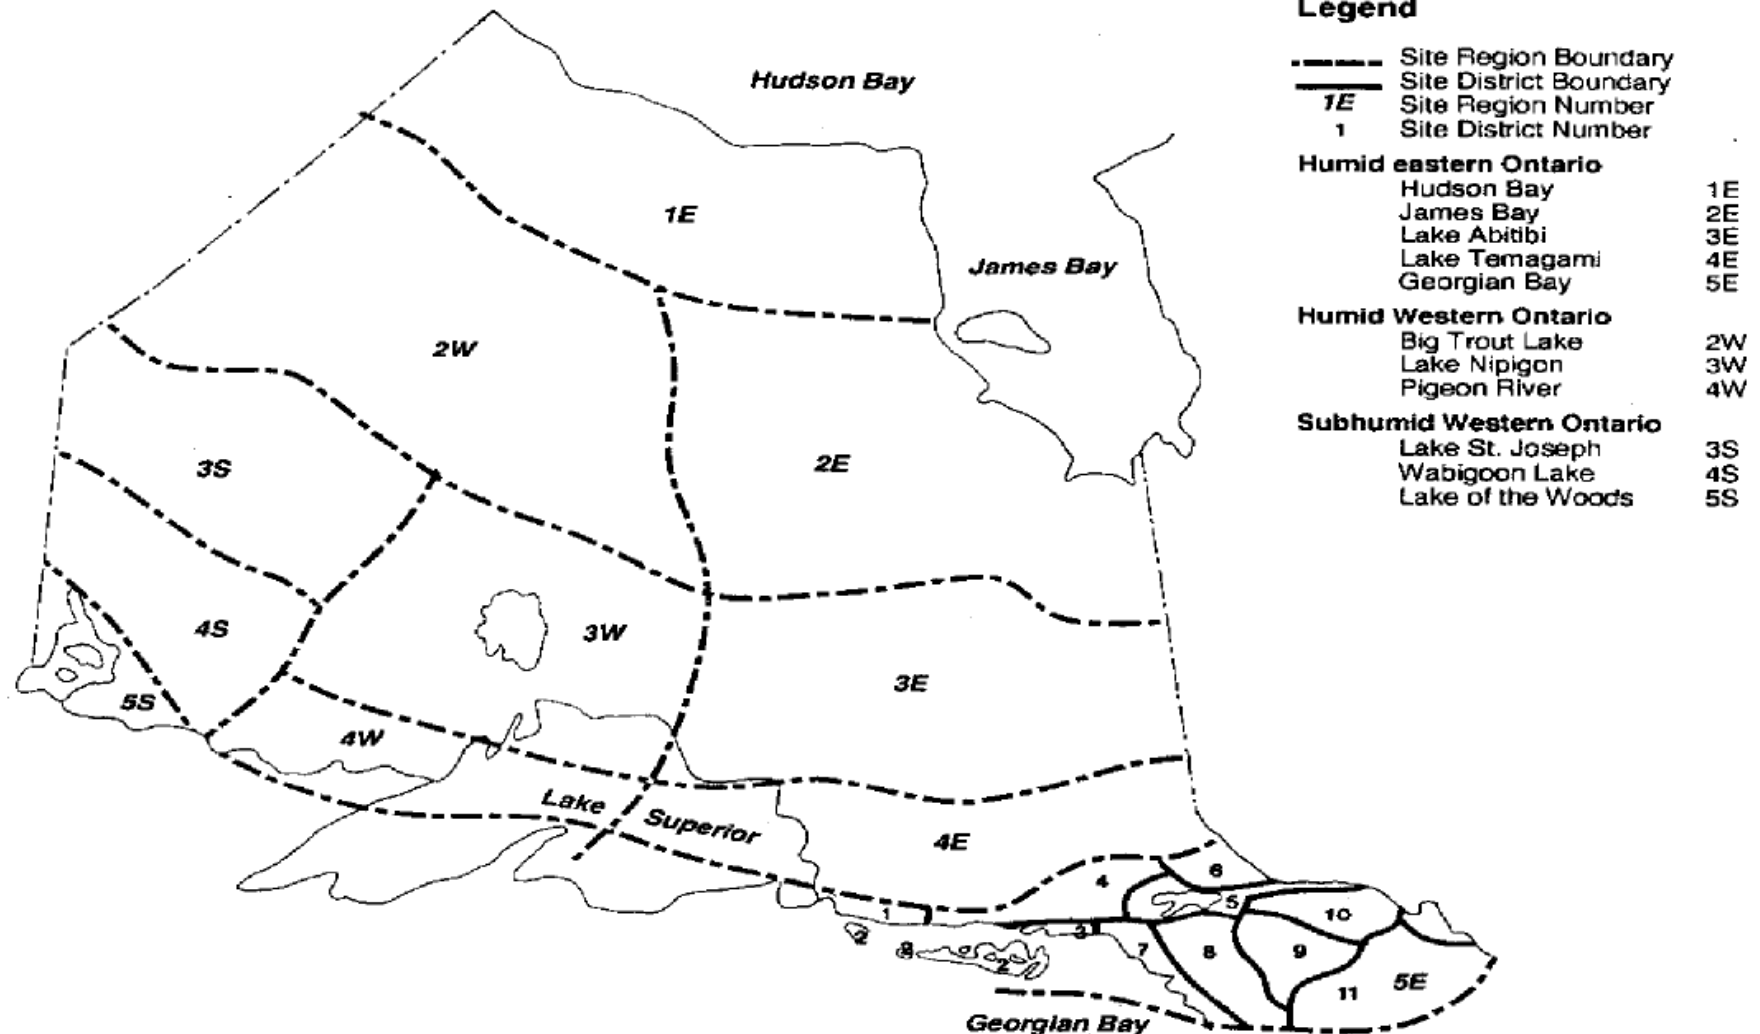 Legend
Site Region Boundary
Site District Boundary
1E Site Region Number
1 Site District Number
Humid eastern Ontario
Hudson Bay 1E
James Bay 2E
Lake Abitibi 3E
Lake Temagami 4E
Georgian Bay 5E
Humid Western Ontario
Big Trout Lake 2W
Lake Nipigon 3W
Pigeon River 4W
Subhumid Western Ontario
Lake St. Joseph 3S
Wabigoon Lake 4S
Lake of the Woods 5S
Hudson Bay
1E
James Bay
2W
3S
2E
4S
3W
3E
5S
4W
Lake Superior
4E
6
4
5
10
1
2
3
2
2
7
8
9
11
5E
Georgian Bay